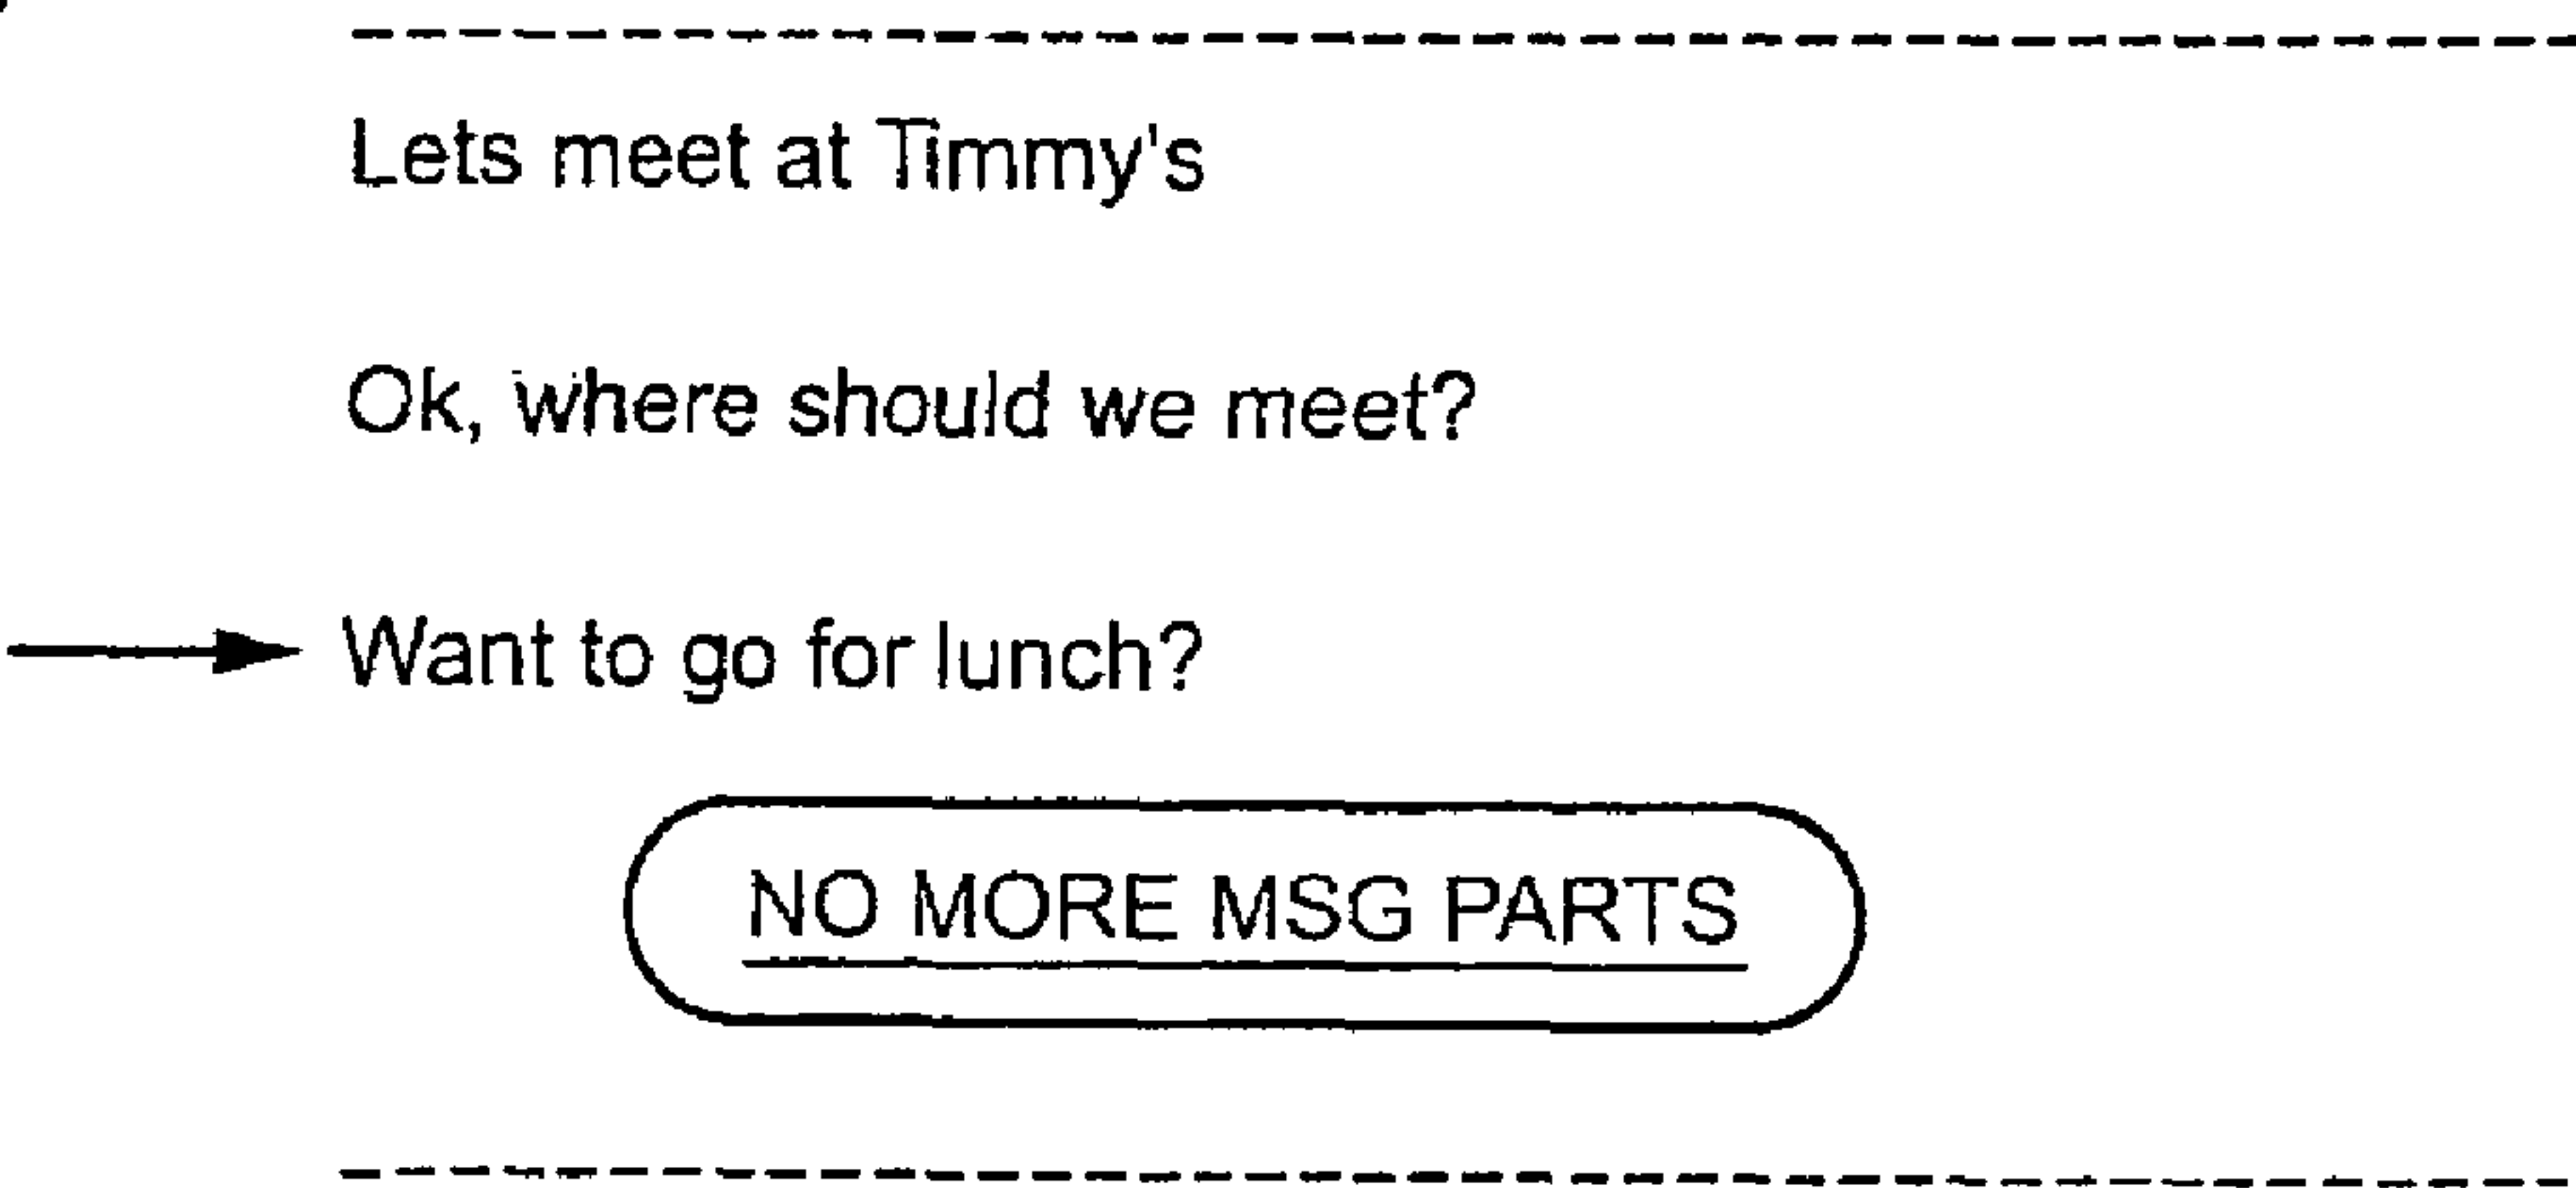 Lets meet at Timmy's
Ok, where should we meet?
Want to go for lunch?
NO MORE MSG PARTS